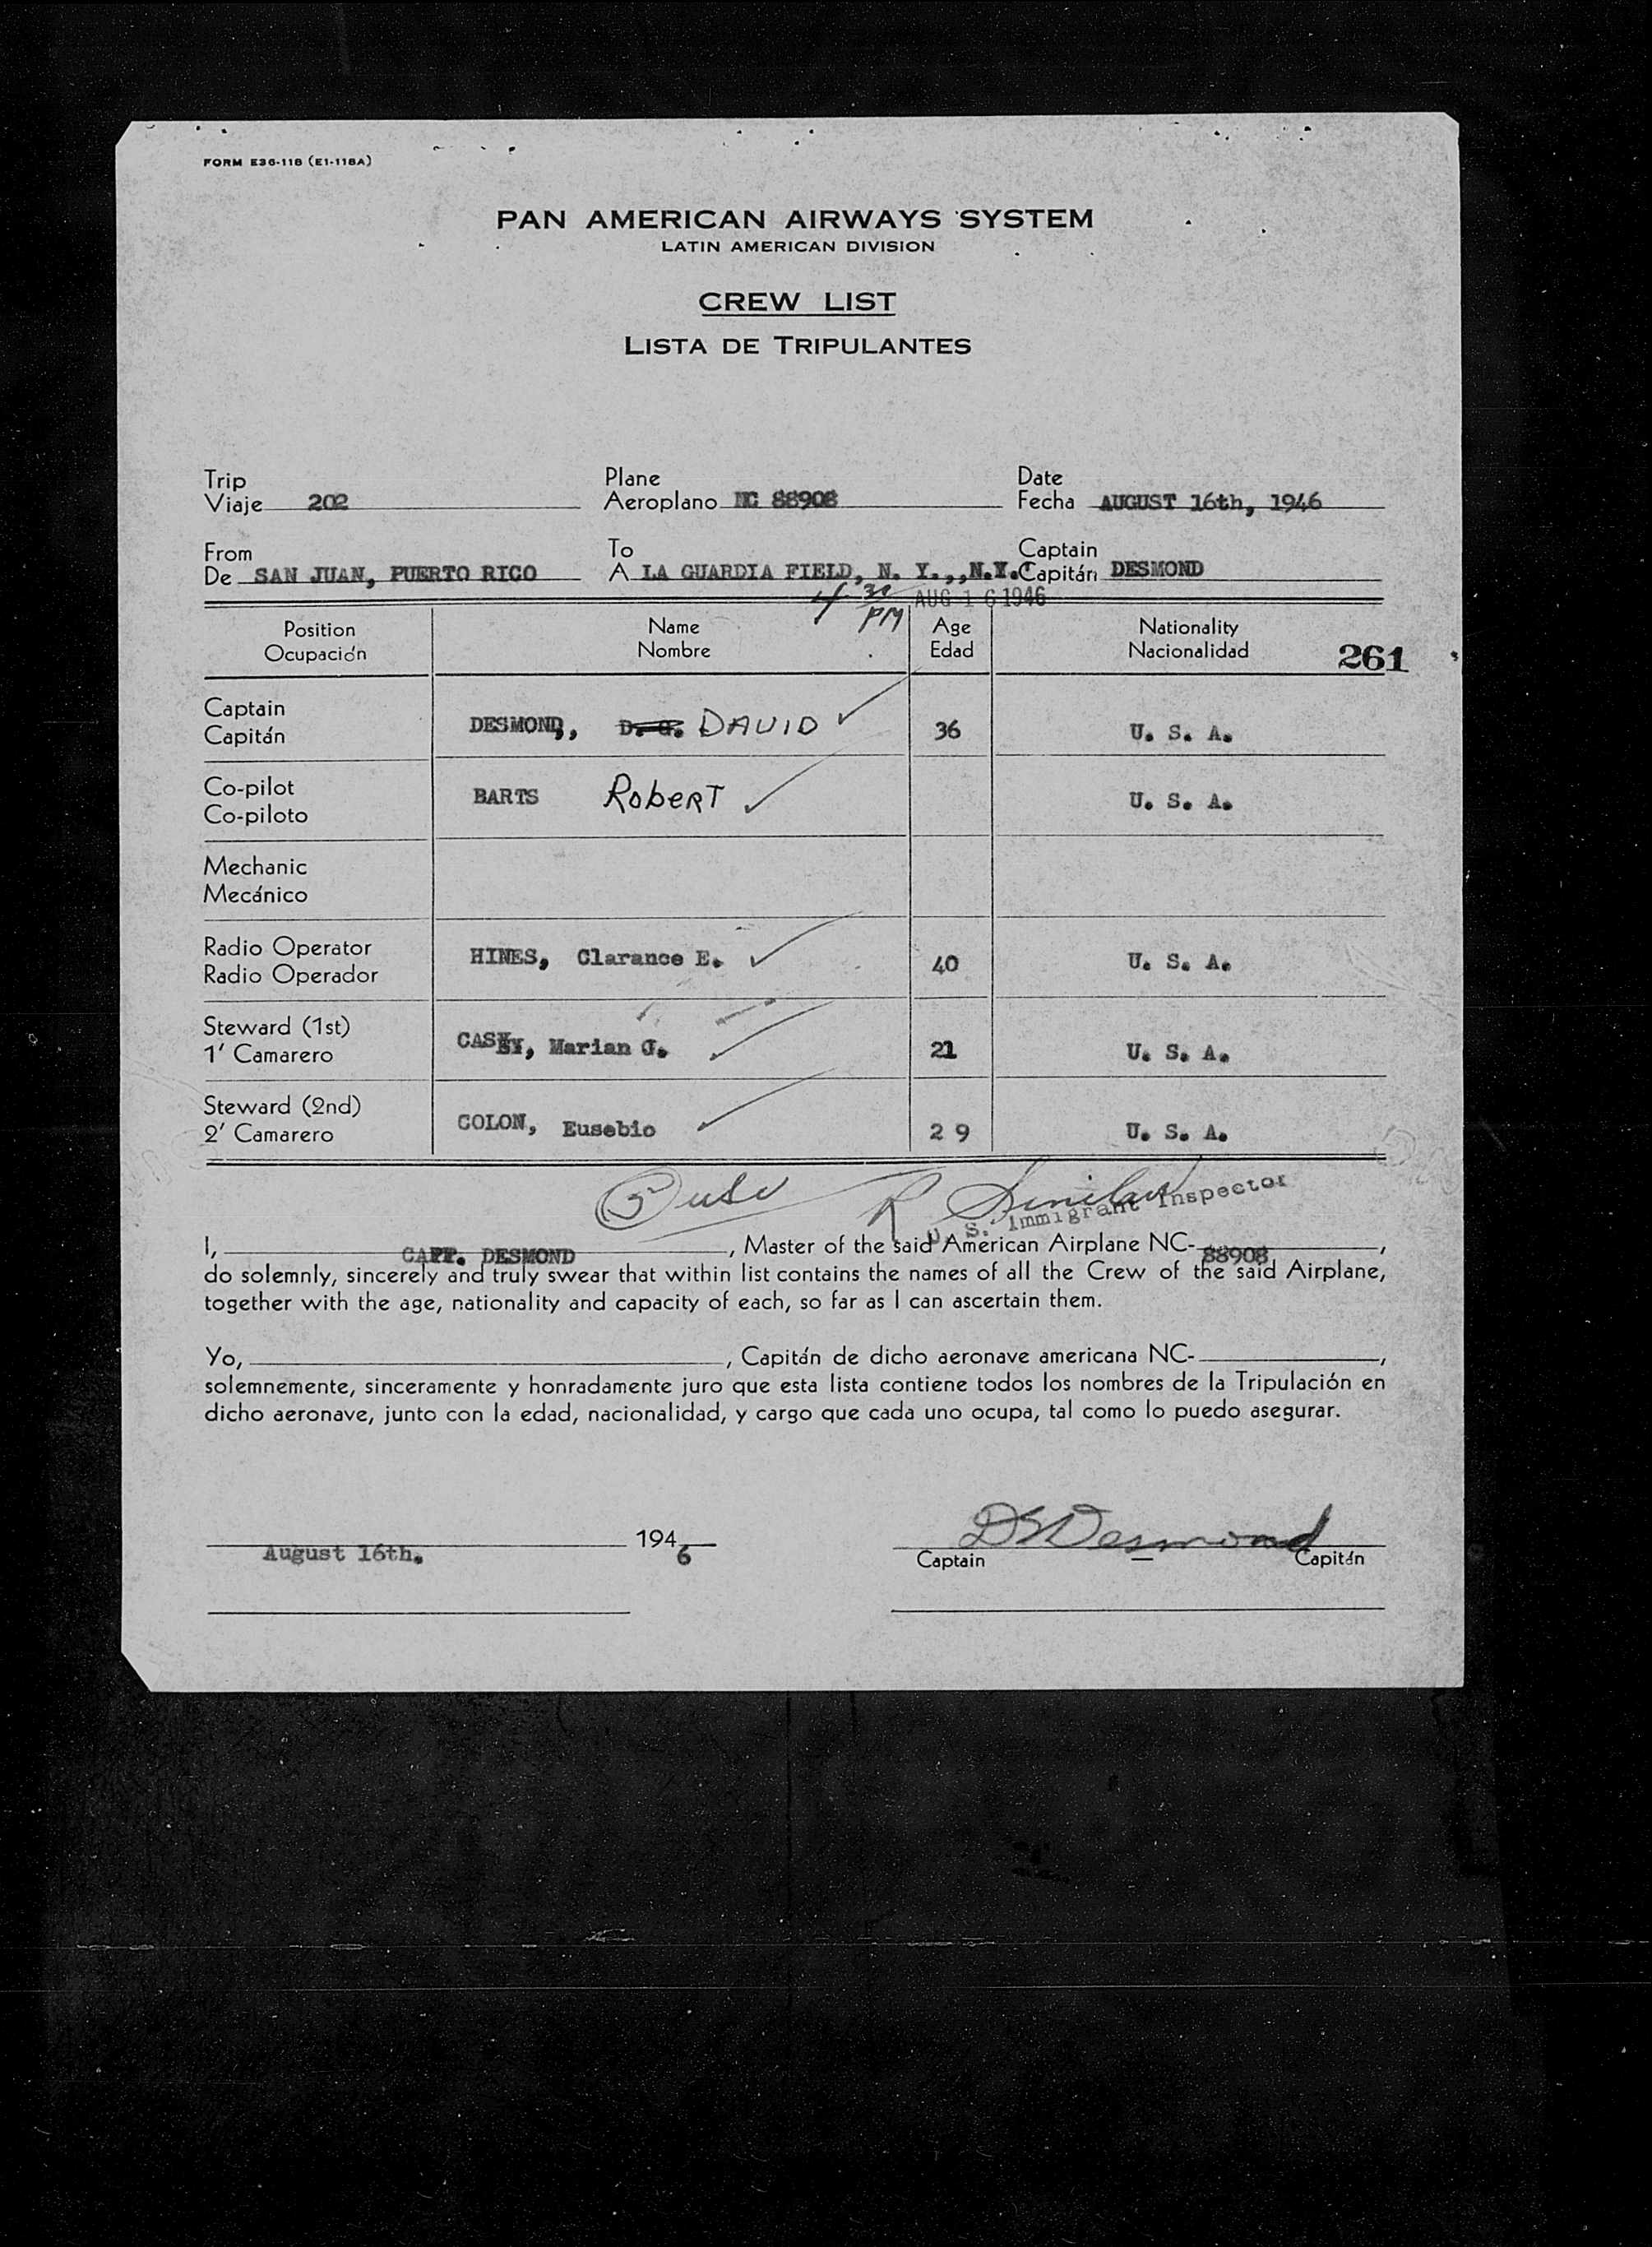 FORM E36-118 (E1-118A)
PAN AMERICAN AIRWAYS SYSTEM
LATIN AMERICAN DIVISION
CREW LIST
LISTA DE TRIPULANTES
Trip
Viaje 202
Plane
Aeroplano NC 88908
Date
Fecha AUGUST 16th, 1946
From
De SAN JUAN, PUERTO RICO
To
A LA GUARDIA FIELD, N. Y.,,N.Y.
Captain
Capitán DESMOND
4 30 PM AUG 16 1946
Position
Ocupación
Name
Nombre
Age
Edad
Nationality
Nacionalidad
261
Captain
Capitán
DESMOND,, D. G. DAVID 36 U. S. A.
Co-pilot
Co-piloto
BARTS RobERT U. S. A.
Mechanic
Mecánico
Radio Operator
Radio Operador
HINES, Clarance E. 40 U. S. A.
Steward (1st)
1' Camarero
Marian J. 21 U. S. A.
Steward (2nd)
2' Camarero
COLON, Eusebio 29 U. S. A.
5 usc R
U. S. Immigrant Inspector
I, CAPT. DESMOND, Master of the said American Airplane NC-88908,
do solemnly, sincerely and truly swear that within list contains the names of all the Crew of the said Airplane,
together with the age, nationality and capacity of each, so far as I can ascertain them.
Yo, , Capitán de dicho aeronave americana NC- ,
solemnemente, sinceramente y honradamente juro que esta lista contiene todos los nombres de la Tripulación en
dicho aeronave, junto con la edad, nacionalidad, y cargo que cada uno ocupa, tal como lo puedo asegurar.
August 16th. 1946
DGDesmond
Captain Capitán